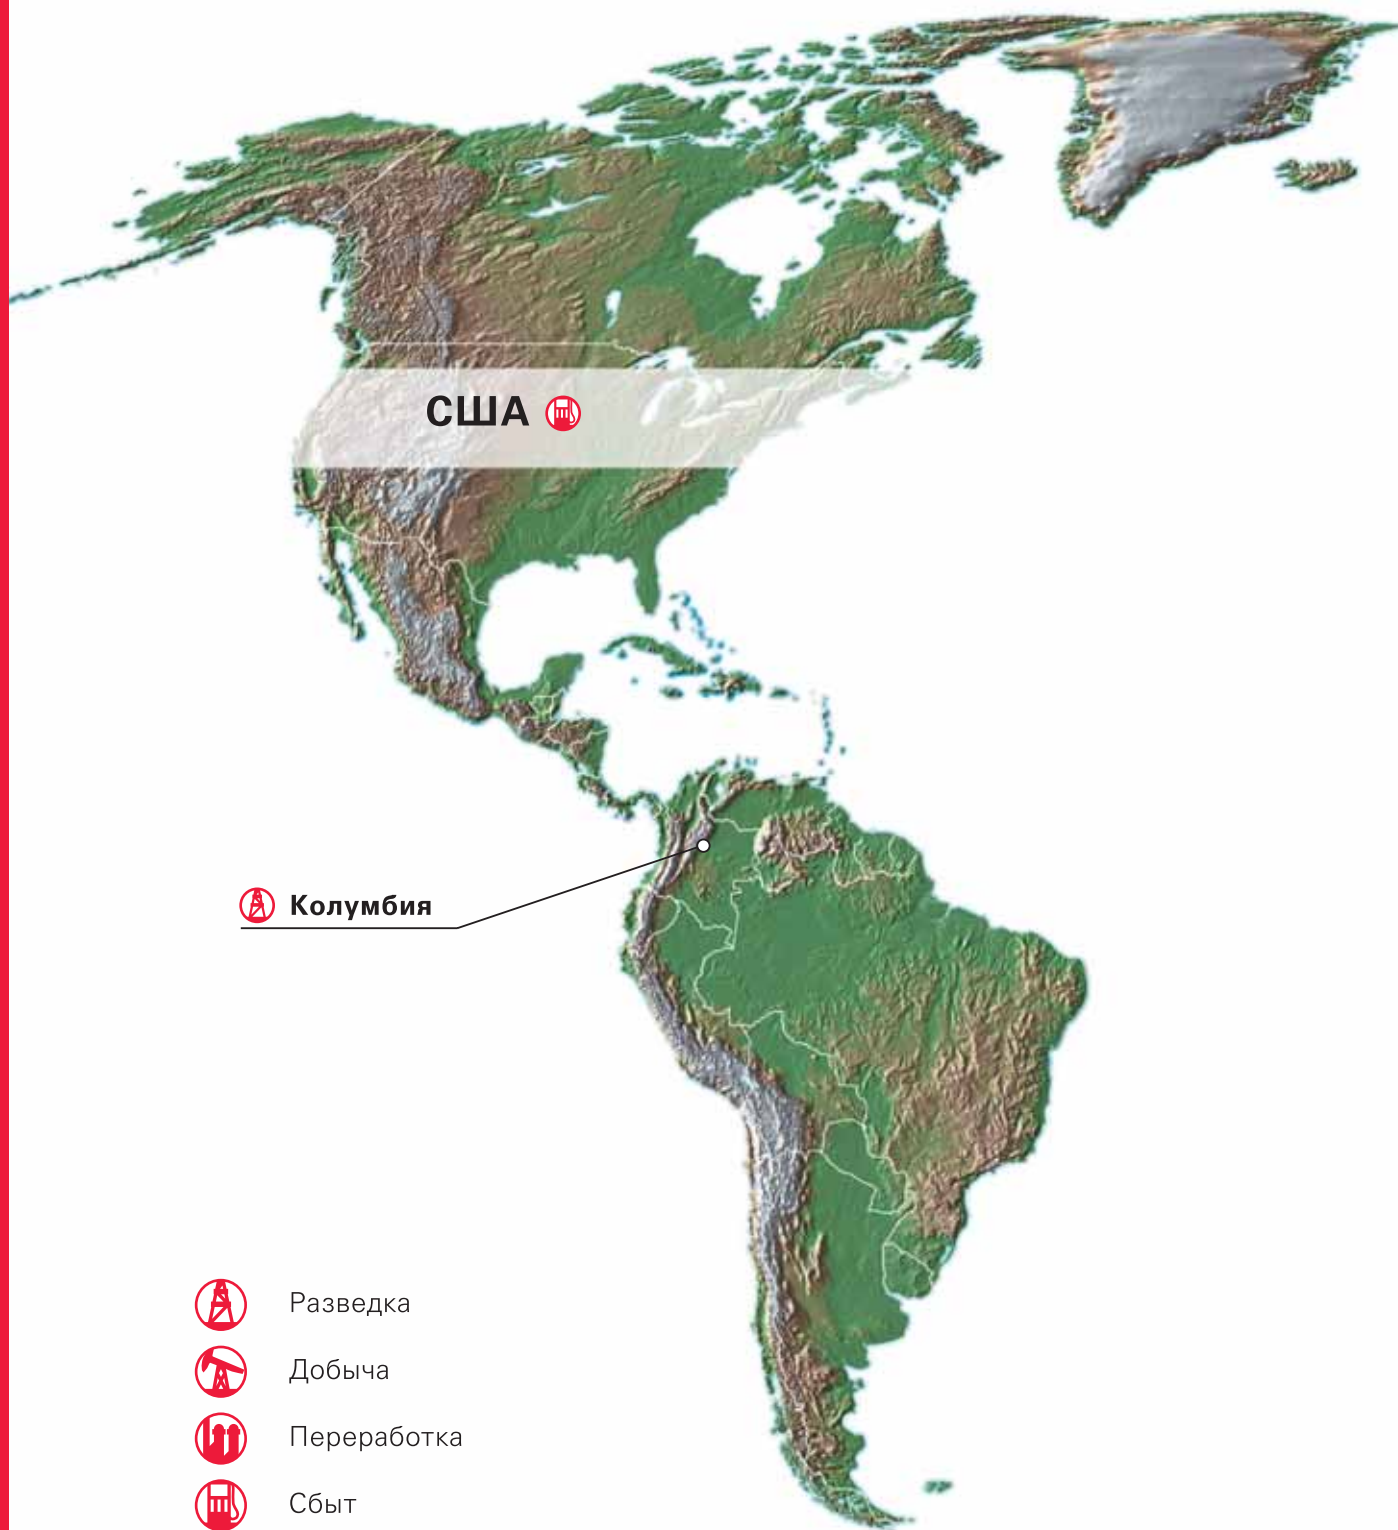 США
Колумбия
Разведка
Добыча
Переработка
Сбыт